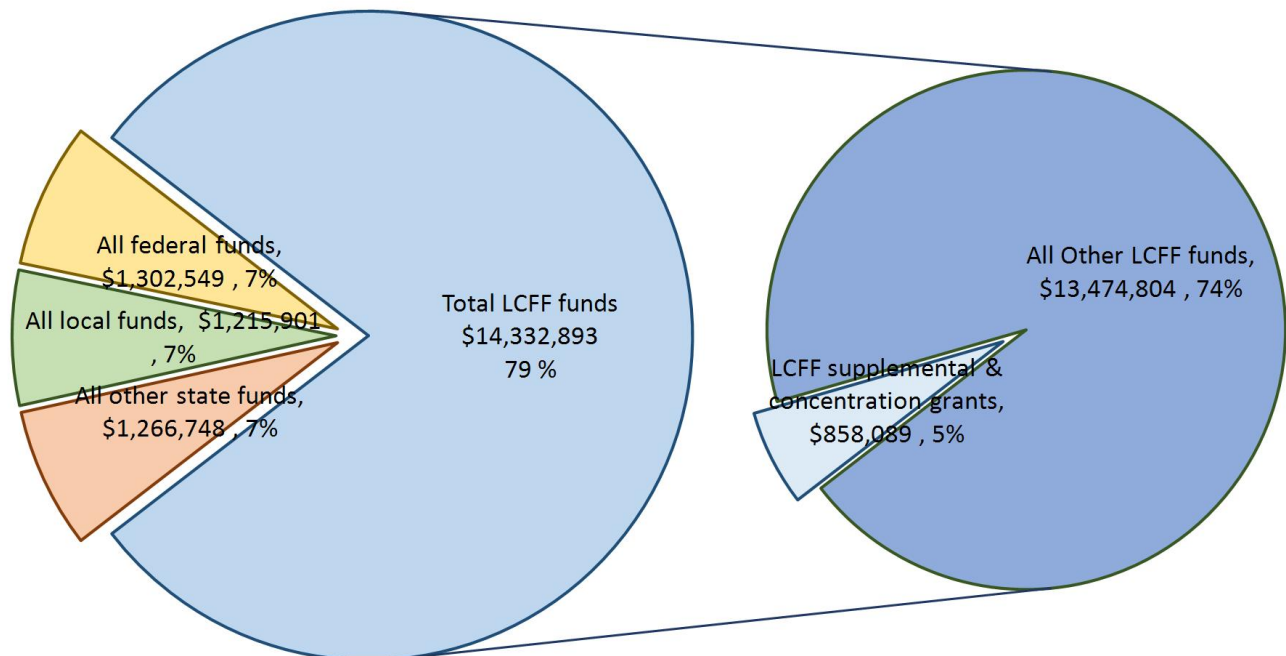 All federal funds,
$1,302,549 , 7%
All local funds,  $1,215,901
, 7%
All other state funds,
$1,266,748 , 7%
Total LCFF funds
$14,332,893
79 %
All Other LCFF funds,
$13,474,804 , 74%
LCFF supplemental &
concentration grants,
$858,089 , 5%